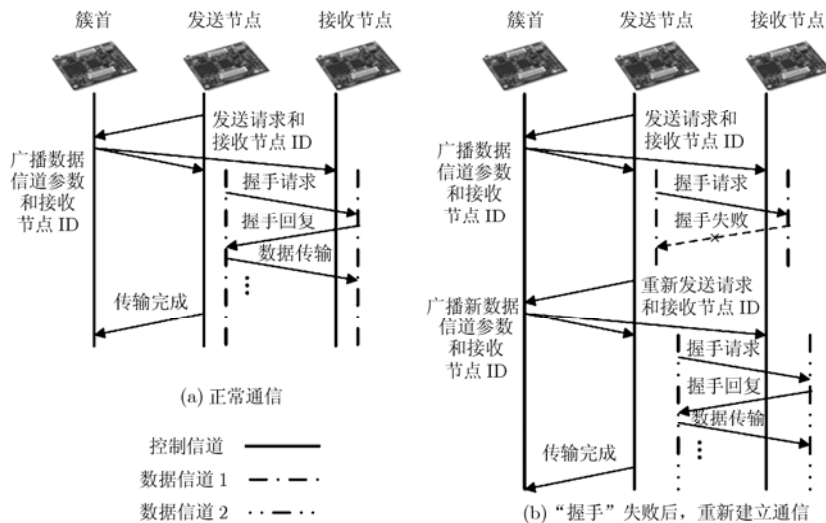 簇首
发送节点
接收节点
发送请求和
接收节点 ID
广播数据
信道参数
和接收
节点 ID
握手请求
握手回复
数据传输
传输完成
(a) 正常通信
控制信道
数据信道 1
数据信道 2
簇首
发送节点
接收节点
发送请求和
接收节点 ID
广播数据
信道参数
和接收
节点 ID
握手请求
握手失败
重新发送请求
和接收节点 ID
广播新数据
信道参数
和接收
节点 ID
握手请求
握手回复
数据传输
传输完成
(b) “握手” 失败后，重新建立通信